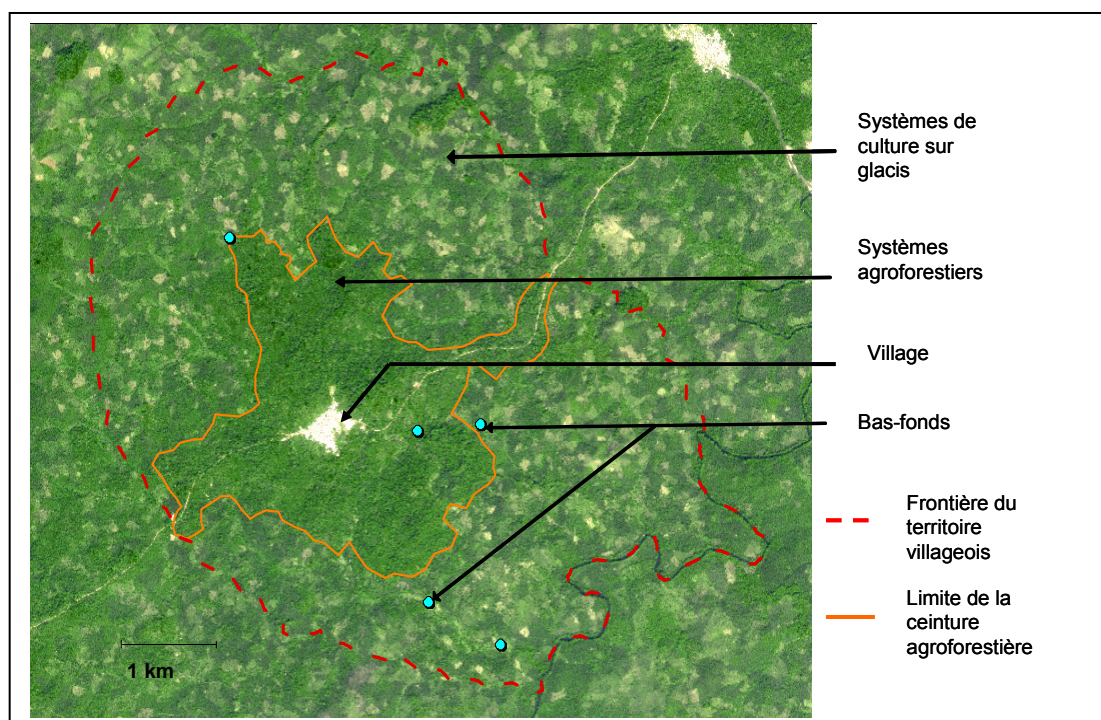 Systèmes de
culture sur
glacis
Systèmes
agroforestiers
Village
Bas-fonds
Frontière du
territoire
villageois
Limite de la
ceinture
agroforestière
1 km